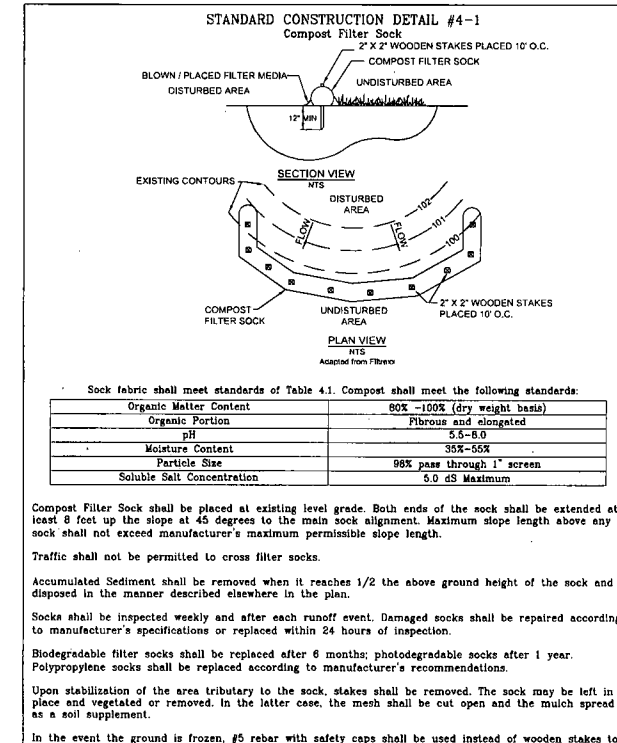 STANDARD CONSTRUCTION DETAIL #4-1
Compost Filter Sock
2" X 2" WOODEN STAKES PLACED 10' O.C.
COMPOST FILTER SOCK
BLOWN / PLACED FILTER MEDIA
UNDISTURBED AREA
DISTURBED AREA
12" MIN
SECTION VIEW
NTS
EXISTING CONTOURS
DISTURBED
AREA
102
101
100
FLOW
FLOW
COMPOST
FILTER SOCK
UNDISTURBED
AREA
2" X 2" WOODEN STAKES
PLACED 10' O.C.
PLAN VIEW
NTS
Adapted from Filtrexx
Sock fabric shall meet standards of Table 4.1. Compost shall meet the following standards:
Organic Matter Content 80% -100% (dry weight basis)
Organic Portion Fibrous and elongated
pH 5.5-8.0
Moisture Content 35%-55%
Particle Size 98% pass through 1" screen
Soluble Salt Concentration 5.0 dS Maximum
Compost Filter Sock shall be placed at existing level grade. Both ends of the sock shall be extended at
least 8 feet up the slope at 45 degrees to the main sock alignment. Maximum slope length above any
sock shall not exceed manufacturer's maximum permissible slope length.
Traffic shall not be permitted to cross filter socks.
Accumulated Sediment shall be removed when it reaches 1/2 the above ground height of the sock and
disposed in the manner described elsewhere in the plan.
Socks shall be inspected weekly and after each runoff event. Damaged socks shall be repaired according
to manufacturer's specifications or replaced within 24 hours of inspection.
Biodegradable filter socks shall be replaced after 6 months; photodegradable socks after 1 year.
Polypropylene socks shall be replaced according to manufacturer's recommendations.
Upon stabilization of the area tributary to the sock, stakes shall be removed. The sock may be left in
place and vegetated or removed. In the latter case, the mesh shall be cut open and the mulch spread
as a soil supplement.
In the event the ground is frozen, #5 rebar with safety caps shall be used instead of wooden stakes to